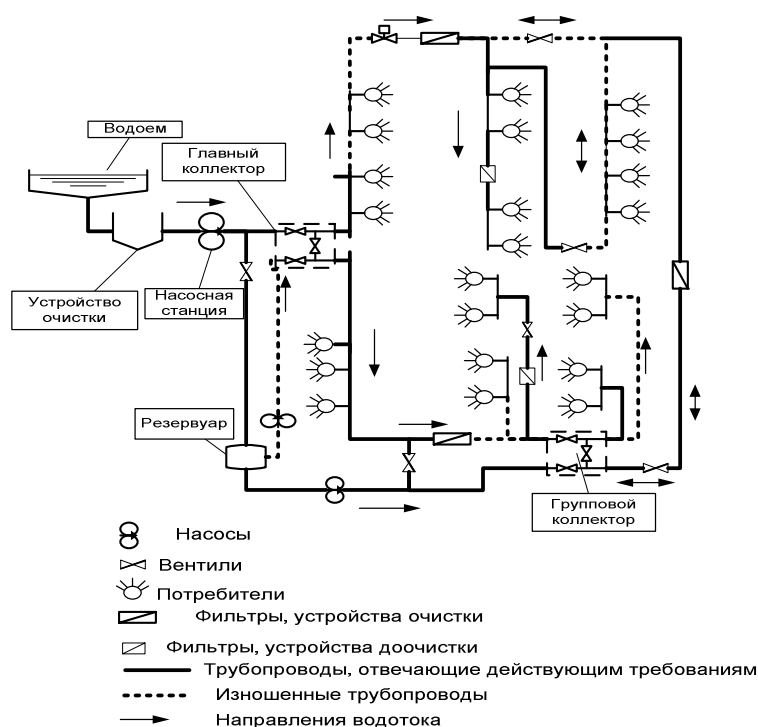 Водоем
Главный
коллектор
Устройство
очистки
Насосная
станция
Резервуар
Групповой
коллектор
Насосы
Вентили
Потребители
Фильтры, устройства очистки
Фильтры, устройства доочистки
Трубопроводы, отвечающие действующим требованиям
Изношенные трубопроводы
Направления водотока